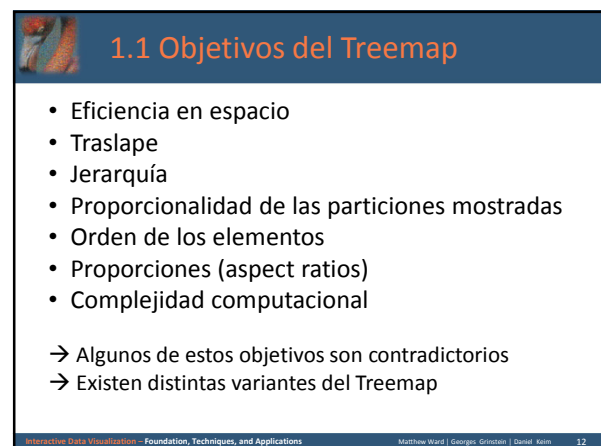 1.1 Objetivos del Treemap
• Eficiencia en espacio
• Traslape
• Jerarquía
• Proporcionalidad de las particiones mostradas
• Orden de los elementos
• Proporciones (aspect ratios)
• Complejidad computacional
→ Algunos de estos objetivos son contradictorios
→ Existen distintas variantes del Treemap
Interactive Data Visualization – Foundation, Techniques, and Applications Matthew Ward | Georges Grinstein | Daniel Keim 12